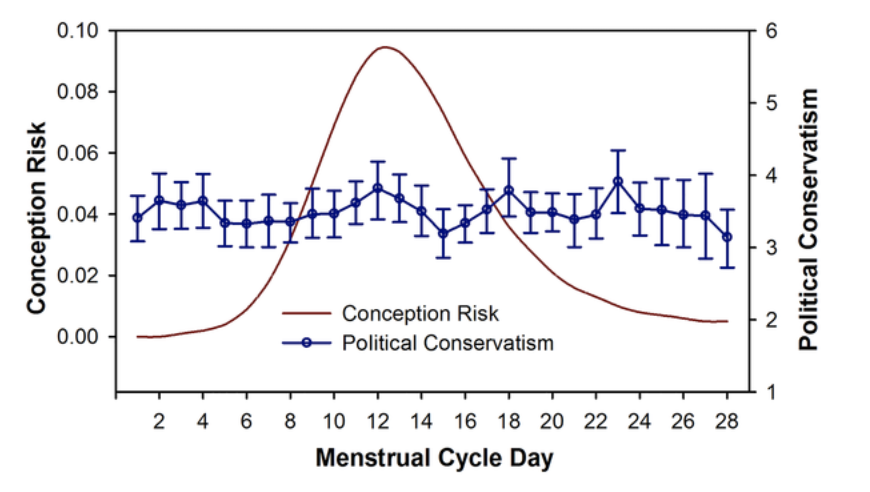 0.10
0.08
0.06
0.04
0.02
0.00
Conception Risk
6
5
4
3
2
1
Political Conservatism
Conception Risk
Political Conservatism
2 4 6 8 10 12 14 16 18 20 22 24 26 28
Menstrual Cycle Day